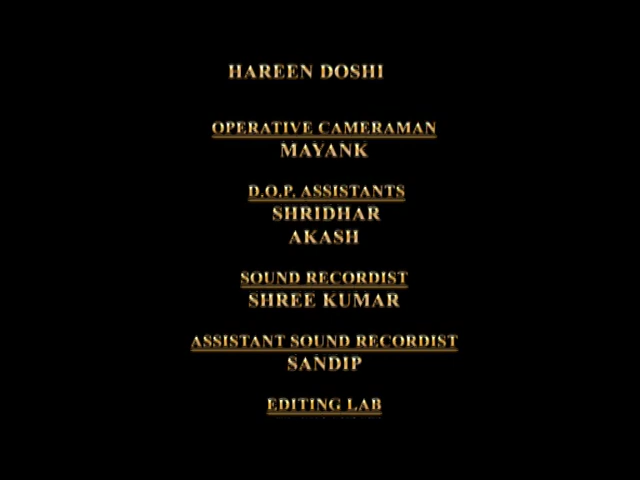 HAREEN DOSHI
OPERATIVE CAMERAMAN
MAYANK
D.O.P. ASSISTANTS
SHRIDHAR
AKASH
SOUND RECORDIST
SHREE KUMAR
ASSISTANT SOUND RECORDIST
SANDIP
EDITING LAB